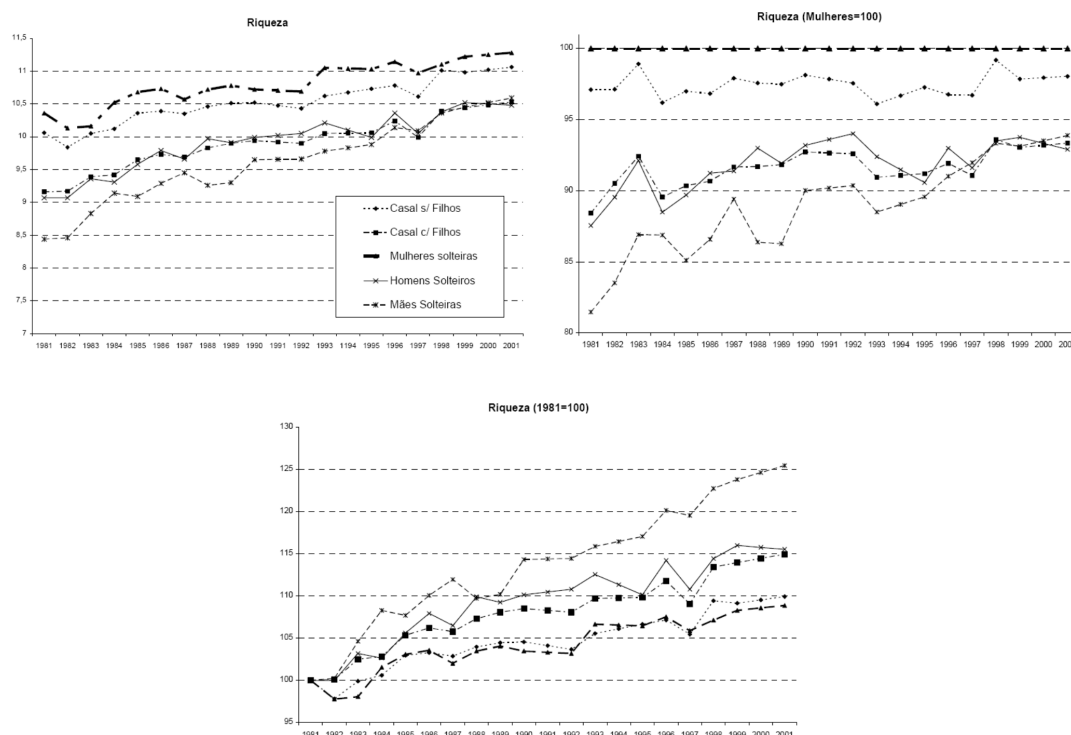 Riqueza
11,5
11
10,5
10
9,5
9
8,5
8
7,5
7
1981 1982 1983 1984 1985 1986 1987 1988 1989 1990 1991 1992 1993 1994 1995 1996 1997 1998 1999 2000 2001
Casal s/ Filhos
Casal c/ Filhos
Mulheres solteiras
Homens Solteiros
Mães Solteiras
Riqueza (Mulheres=100)
100
95
90
85
80
1981 1982 1983 1984 1985 1986 1987 1988 1989 1990 1991 1992 1993 1994 1995 1996 1997 1998 1999 2000 200
Riqueza (1981=100)
130
125
120
115
110
105
100
95
1981 1982 1983 1984 1985 1986 1987 1988 1989 1990 1991 1992 1993 1994 1995 1996 1997 1998 1999 2000 2001